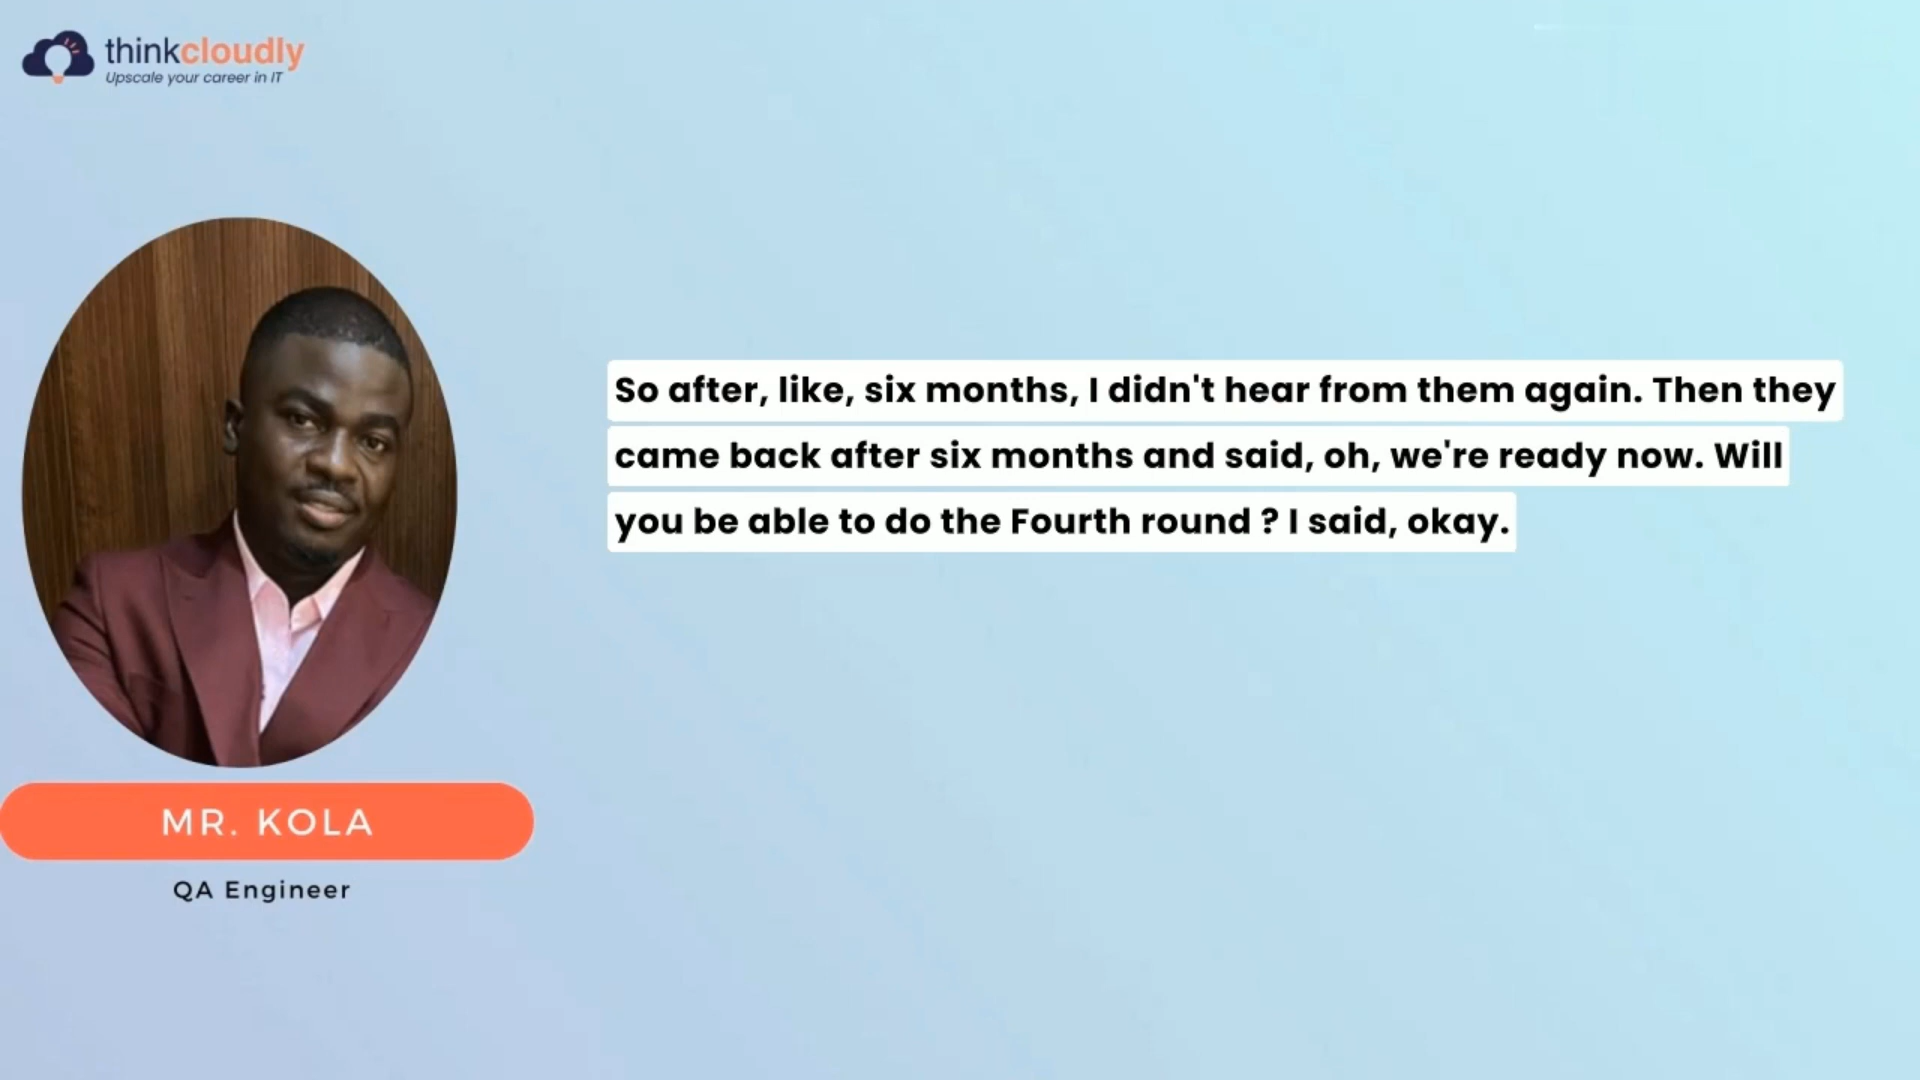 thinkcloudly
Upscale your career in IT
So after, like, six months, I didn't hear from them again. Then they
came back after six months and said, oh, we're ready now. Will
you be able to do the Fourth round ? I said, okay.
MR. KOLA
QA Engineer